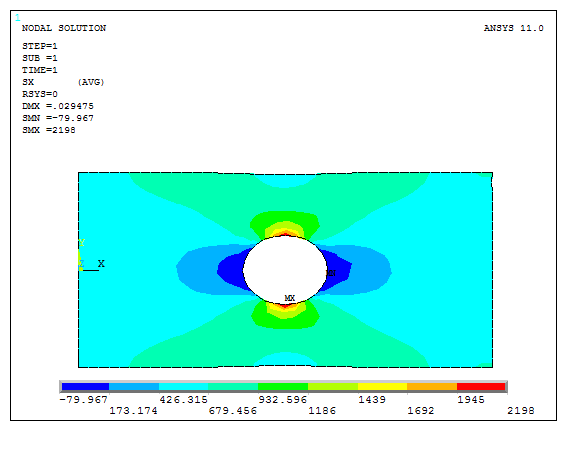 1
NODAL SOLUTION
ANSYS 11.0
STEP=1
SUB =1
TIME=1
SX (AVG)
RSYS=0
DMX =.029475
SMN =-79.967
SMX =2198
X
MX
-79.967
173.174
426.315
679.456
932.596
1186
1439
1692
1945
2198